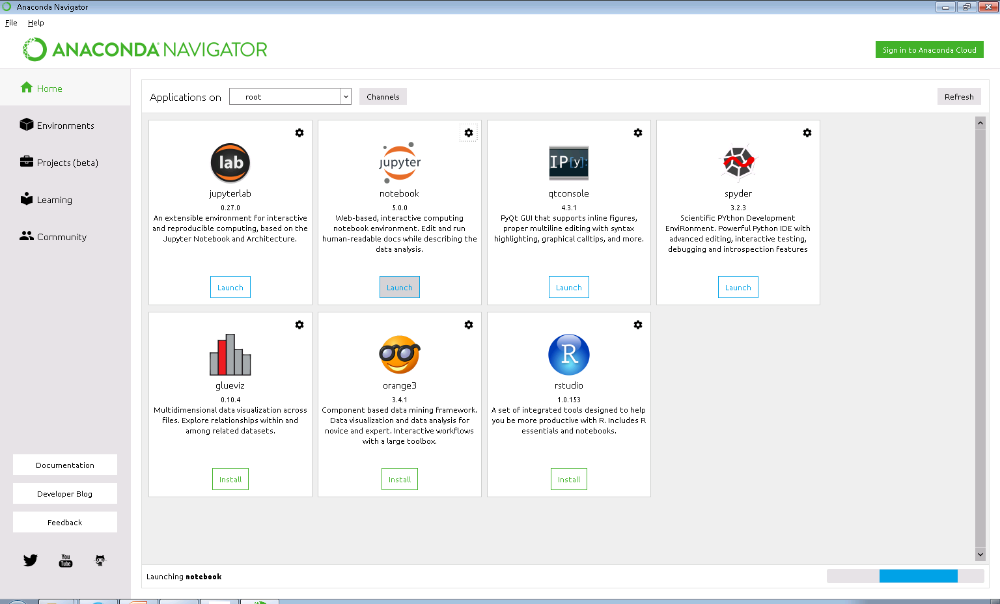 Anaconda Navigator
File Help
ANACONDA NAVIGATOR
Sign in to Anaconda Cloud
Home
Environments
Projects (beta)
Learning
Community
Documentation
Developer Blog
Feedback
You
Tube
Applications on root Channels Refresh
lab
jupyterlab
0.27.0
An extensible environment for interactive
and reproducible computing, based on the
Jupyter Notebook and Architecture.
Launch
jupyter
notebook
5.0.0
Web-based, interactive computing
notebook environment. Edit and run
human-readable docs while describing the
data analysis.
Launch
IP[y]:
qtconsole
4.3.1
PyQt GUI that supports inline figures,
proper multiline editing with syntax
highlighting, graphical calltips, and more.
Launch
spyder
3.2.3
Scientific PYthon Development
EnviRonment. Powerful Python IDE with
advanced editing, interactive testing,
debugging and introspection features
Launch
glueviz
0.10.4
Multidimensional data visualization across
files. Explore relationships within and
among related datasets.
Install
orange3
3.4.1
Component based data mining framework.
Data visualization and data analysis for
novice and expert. Interactive workflows
with a large toolbox.
Install
R
rstudio
1.0.153
A set of integrated tools designed to help
you be more productive with R. Includes R
essentials and notebooks.
Install
Launching notebook